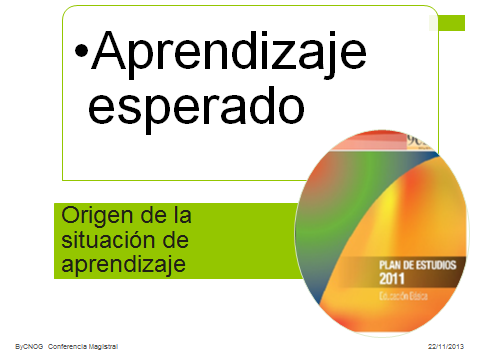 •Aprendizaje
esperado
Origen de la
situación de
aprendizaje
PLAN DE ESTUDIOS
2011
Educación Básica
ByCNOG Conferencia Magistral
22/11/2013